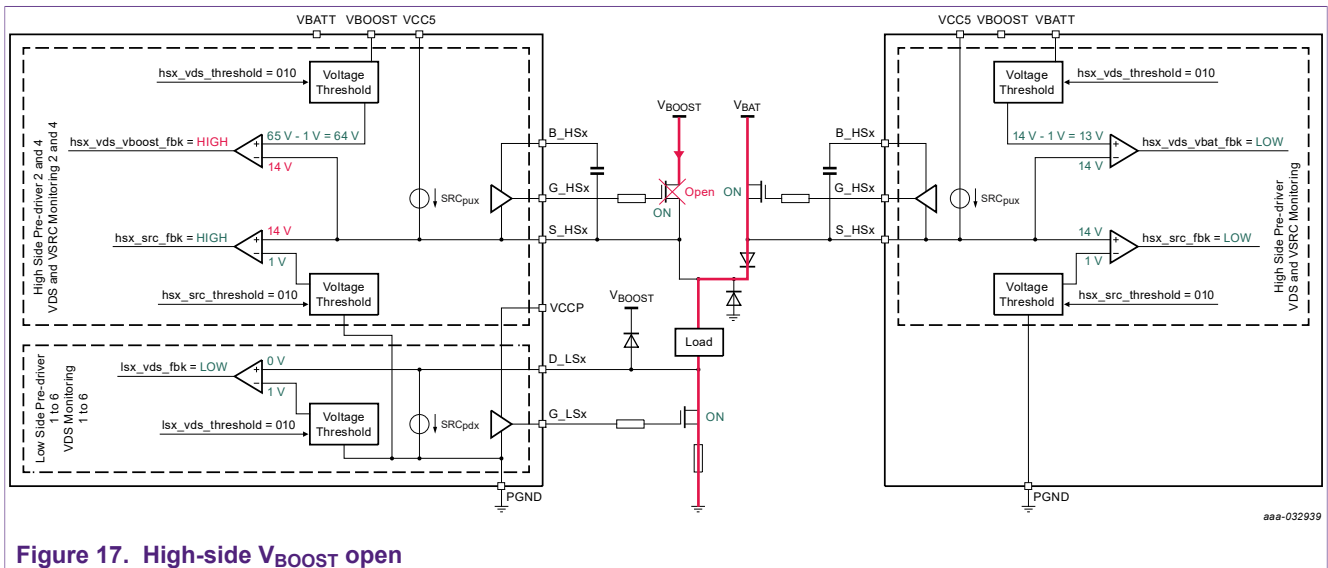 VBATT VBOOST VCC5
High Side Pre-driver 2 and 4
VDS and VSRC Monitoring 2 and 4
hsx_vds_threshold = 010
Voltage
Threshold
hsx_vds_vboost_fbk = HIGH
65 V - 1 V = 64 V
+
-
14 V
SRCpux
hsx_src_fbk = HIGH
14 V
+
-
1 V
hsx_src_threshold = 010
Voltage
Threshold
Low Side Pre-driver
1 to 6
VDS Monitoring
1 to 6
lsx_vds_fbk = LOW
0 V
+
-
1 V
lsx_vds_threshold = 010
Voltage
Threshold
SRCpdx
B_HSx
G_HSx
S_HSx
VCCP
D_LSx
G_LSx
PGND
VBOOST
Open
ON
VBAT
ON
VBOOST
Load
ON
B_HSx
G_HSx
S_HSx
VCC5 VBOOST VBATT
SRCpux
Voltage
Threshold
hsx_vds_threshold = 010
14 V - 1 V = 13 V
+
-
14 V
hsx_vds_vbat_fbk = LOW
14 V
+
-
1 V
hsx_src_fbk = LOW
Voltage
Threshold
hsx_src_threshold = 010
High Side Pre-driver
VDS and VSRC Monitoring
PGND
aaa-032939
Figure 17. High-side VBOOST open